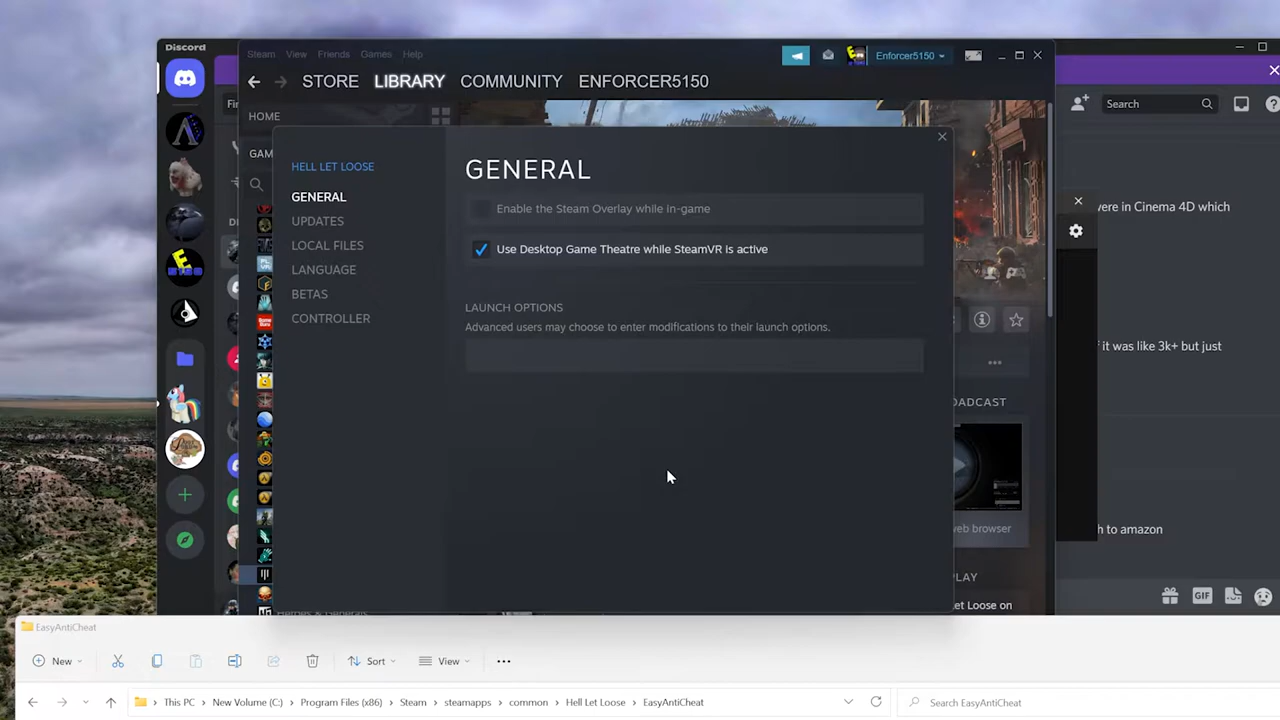 Discord
Steam View Friends Games Help
Enforcer5150
STORE LIBRARY COMMUNITY ENFORCER5150
Search
HOME
HELL LET LOOSE
GENERAL
UPDATES
LOCAL FILES
LANGUAGE
BETAS
CONTROLLER
GENERAL
Enable the Steam Overlay while in-game
Use Desktop Game Theatre while SteamVR is active
LAUNCH OPTIONS
Advanced users may choose to enter modifications to their launch options.
were in Cinema 4D which
it was like 3k+ but just
web browser
to amazon
Let Loose on
GIF
EasyAntiCheat
New Sort View
This PC New Volume (C:) Program Files (x86) Steam steamapps common Hell Let Loose EasyAntiCheat
Search EasyAntiCheat